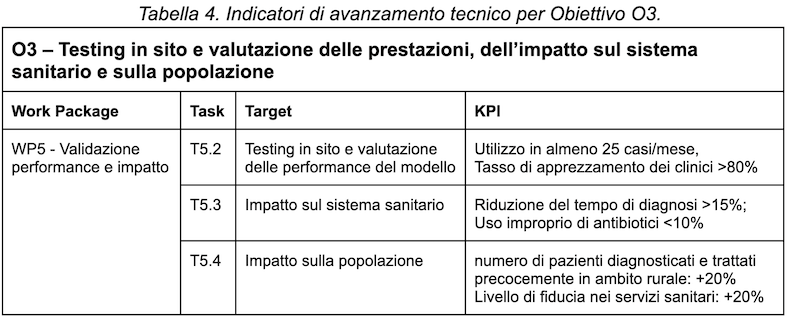 Tabella 4. Indicatori di avanzamento tecnico per Obiettivo O3.
O3 – Testing in sito e valutazione delle prestazioni, dell'impatto sul sistema
sanitario e sulla popolazione
Work Package Task Target KPI
WP5 - Validazione
performance e impatto
T5.2
Testing in sito e valutazione
delle performance del modello
Utilizzo in almeno 25 casi/mese,
Tasso di apprezzamento dei clinici >80%
T5.3
Impatto sul sistema sanitario
Riduzione del tempo di diagnosi >15%;
Uso improprio di antibiotici <10%
T5.4
Impatto sulla popolazione
numero di pazienti diagnosticati e trattati
precocemente in ambito rurale: +20%
Livello di fiducia nei servizi sanitari: +20%